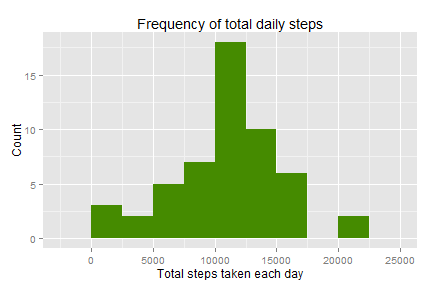 Frequency of total daily steps
Count
15
10
5
0
0 5000 10000 15000 20000 25000
Total steps taken each day